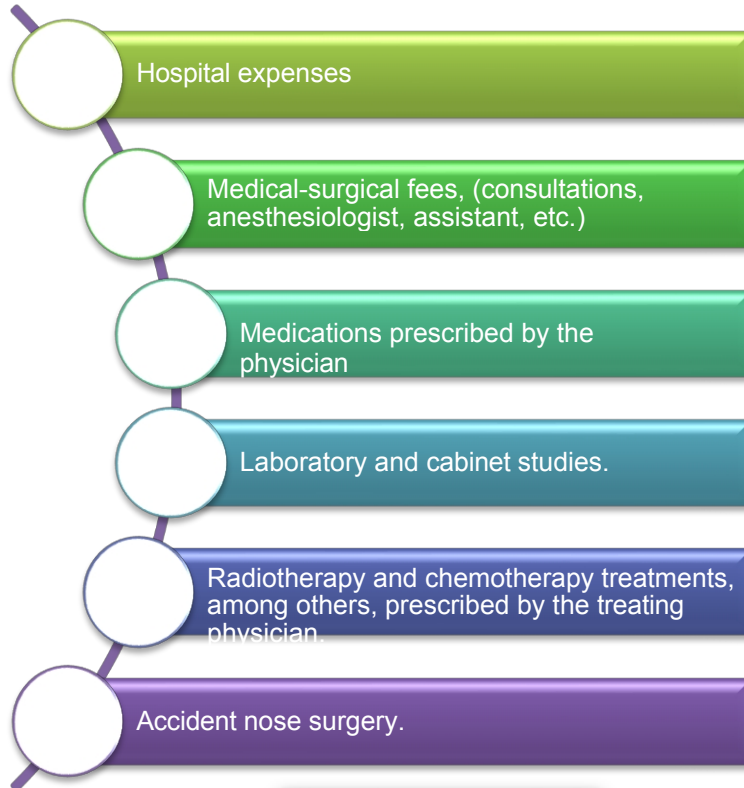 Hospital expenses
Medical-surgical fees, (consultations,
anesthesiologist, assistant, etc.)
Medications prescribed by the
physician
Laboratory and cabinet studies.
Radiotherapy and chemotherapy treatments,
among others, prescribed by the treating
physician.
Accident nose surgery.